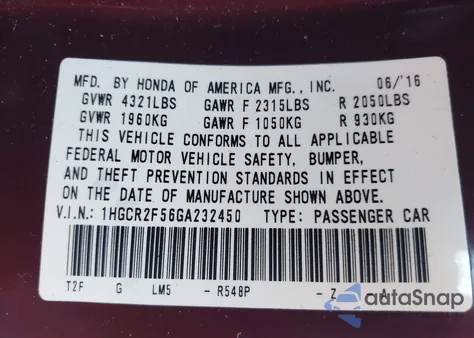 MFD. BY HONDA OF AMERICA MFG., INC. 06/'16
GVWR 4321LBS GAWR F 2315LBS R 2050LBS
GVWR 1960KG GAWR F 1050KG R 930KG
THIS VEHICLE CONFORMS TO ALL APPLICABLE
FEDERAL MOTOR VEHICLE SAFETY, BUMPER,
AND THEFT PREVENTION STANDARDS IN EFFECT
ON THE DATE OF MANUFACTURE SHOWN ABOVE.
V.I.N.: 1HGCR2F56GA232450 TYPE: PASSENGER CAR
T2F G LM5 - R548P - Z A
autoSnap